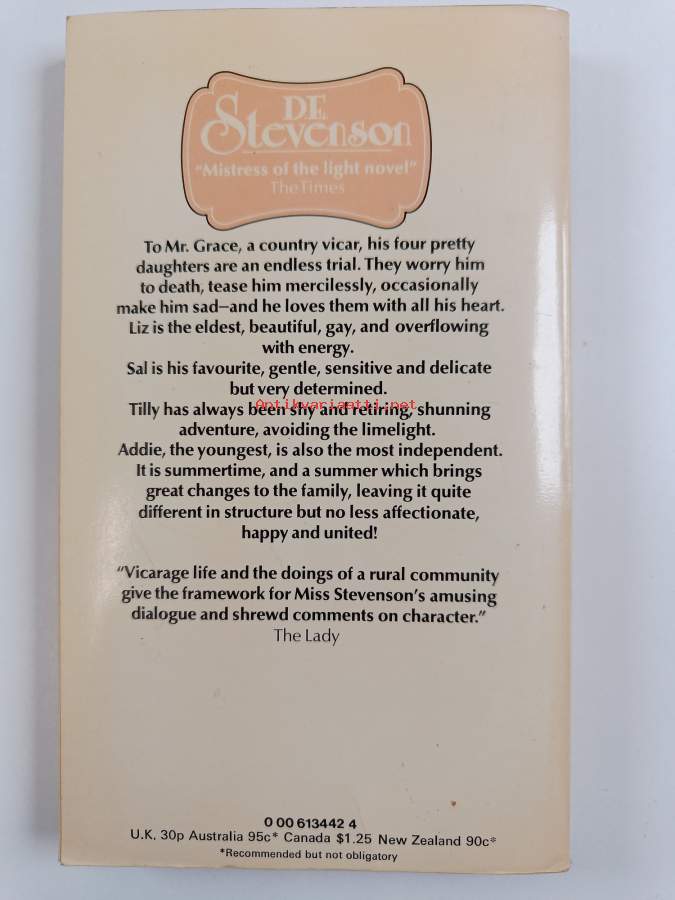 D.E.
Stevenson
"Mistress of the light novel"
The Times
To Mr. Grace, a country vicar, his four pretty
daughters are an endless trial. They worry him
to death, tease him mercilessly, occasionally
make him sad—and he loves them with all his heart.
Liz is the eldest, beautiful, gay, and overflowing
with energy.
Sal is his favourite, gentle, sensitive and delicate
but very determined.
Antikvariaatti.net
Tilly has always been shy and retiring, shunning
adventure, avoiding the limelight.
Addie, the youngest, is also the most independent.
It is summertime, and a summer which brings
great changes to the family, leaving it quite
different in structure but no less affectionate,
happy and united!
"Vicarage life and the doings of a rural community
give the framework for Miss Stevenson's amusing
dialogue and shrewd comments on character."
The Lady
0 00 613442 4
U.K. 30p Australia 95c* Canada $1.25 New Zealand 90c*
*Recommended but not obligatory